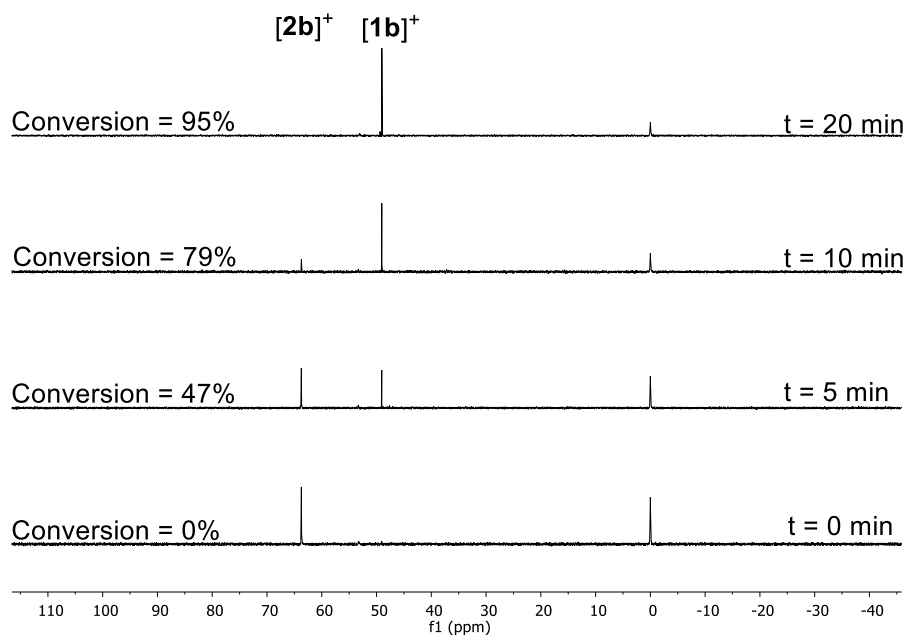 [2b]⁺ [1b]⁺
Conversion = 95% t = 20 min
Conversion = 79% t = 10 min
Conversion = 47% t = 5 min
Conversion = 0% t = 0 min
110 100 90 80 70 60 50 40 30 20 10 0 -10 -20 -30 -40
f1 (ppm)